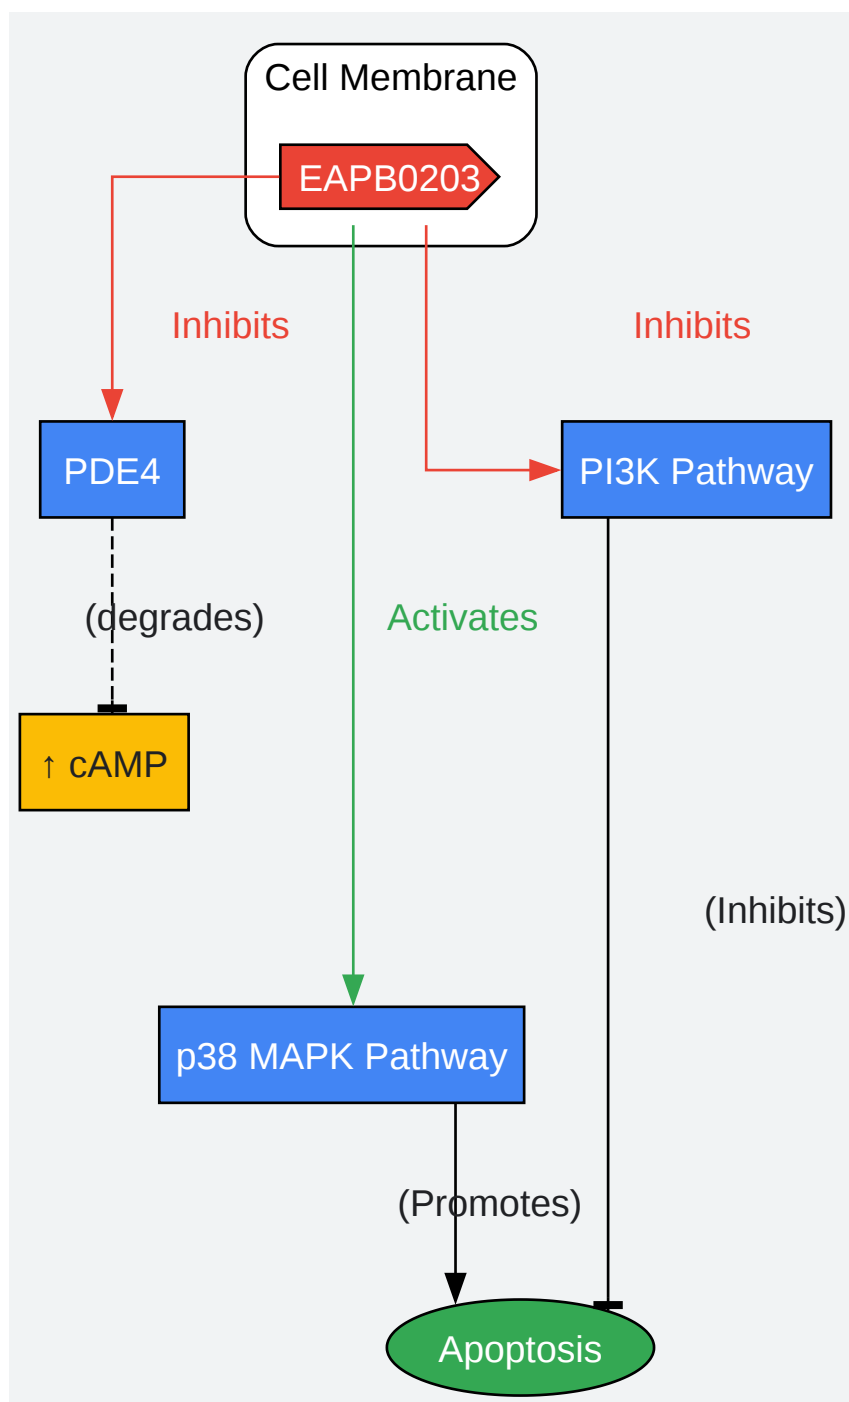 Cell Membrane
EAPB0203
Inhibits
Inhibits
PDE4
PI3K Pathway
(degrades)
Activates
↑ cAMP
(Inhibits)
p38 MAPK Pathway
(Promotes)
Apoptosis